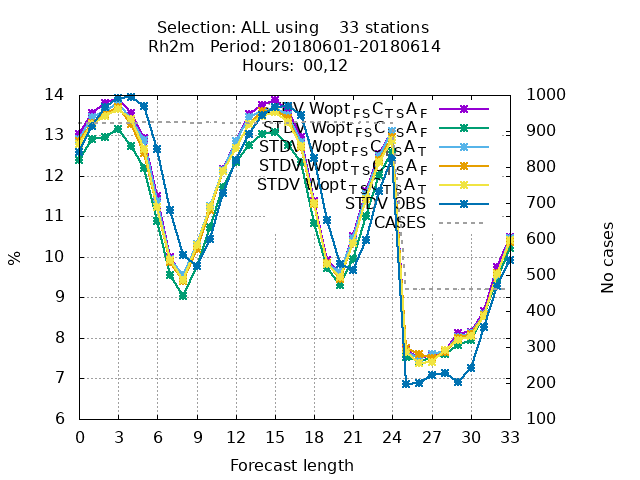 Selection: ALL using 33 stations
Rh2m Period: 20180601-20180614
Hours: 00,12
14 1000
STDV Wopt FS C T S A F
13 900
STDV Wopt FS C S S A F
STDV Wopt FS C S S A T
12 800
STDV Wopt TS C T S A F
STDV Wopt TS C T S A T
STDV OBS
11 700
CASES
10 600
9 500
8 400
7 300
200
6 100
0 3 6 9 12 15 18 21 24 27 30 33
Forecast length
%
No cases